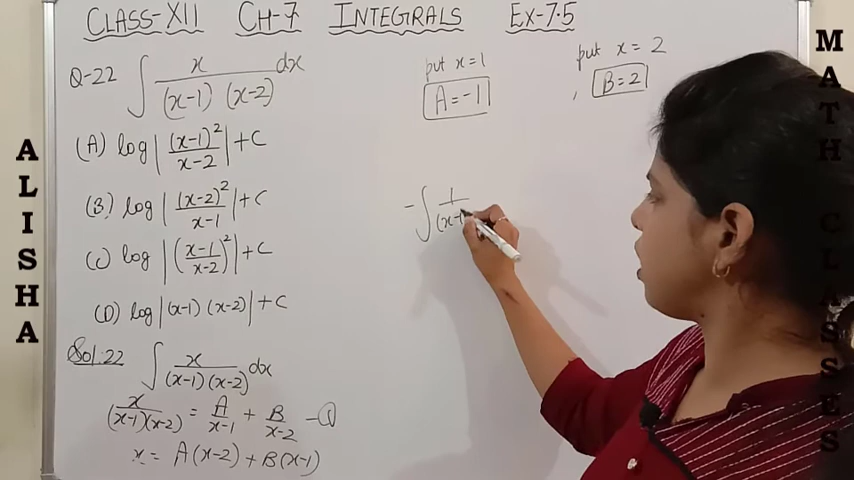 CLASS-XII CH-7 INTEGRALS EX-7.5
Q-22 ∫ x/((x-1) (x-2)) dx
(A) log |(x-1)²/(x-2)| + C
(B.) log |(x-2)²/(x-1)| + C
(C) log |((x-1)/(x-2))²| + C
(D) log |(x-1) (x-2)| + C
Sol.22 ∫ x/((x-1)(x-2)) dx
x/((x-1)(x-2)) = A/(x-1) + B/(x-2) —①
x = A(x-2) + B(x-1)
put x=1
A=-1
put x = 2
, B=2
-∫ 1/(x-1
ALISHA
MATH CLASSES